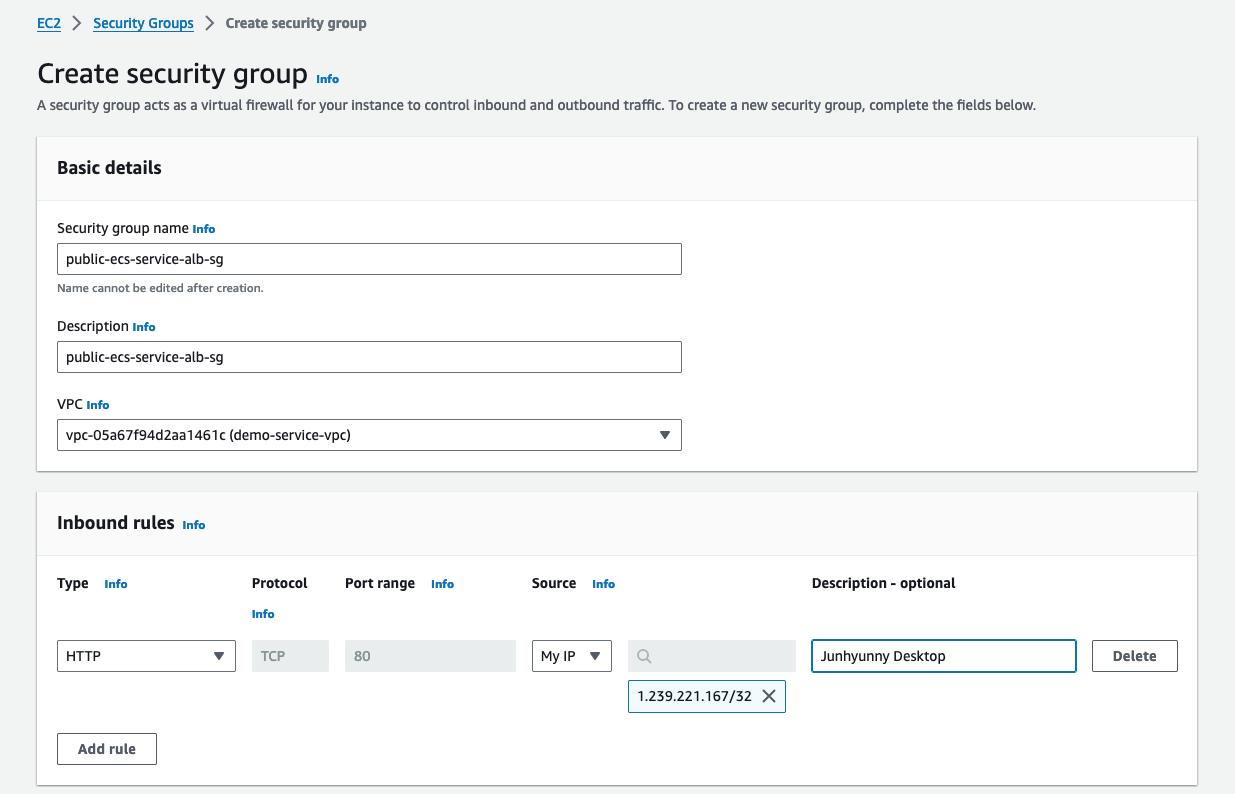 EC2 > Security Groups > Create security group
Create security group Info
A security group acts as a virtual firewall for your instance to control inbound and outbound traffic. To create a new security group, complete the fields below.
Basic details
Security group name Info
public-ecs-service-alb-sg
Name cannot be edited after creation.
Description Info
public-ecs-service-alb-sg
VPC Info
vpc-05a67f94d2aa1461c (demo-service-vpc)
Inbound rules Info
Type Info Protocol Port range Info Source Info Description - optional
Info
HTTP TCP 80 My IP Junhyunny Desktop Delete
1.239.221.167/32
Add rule